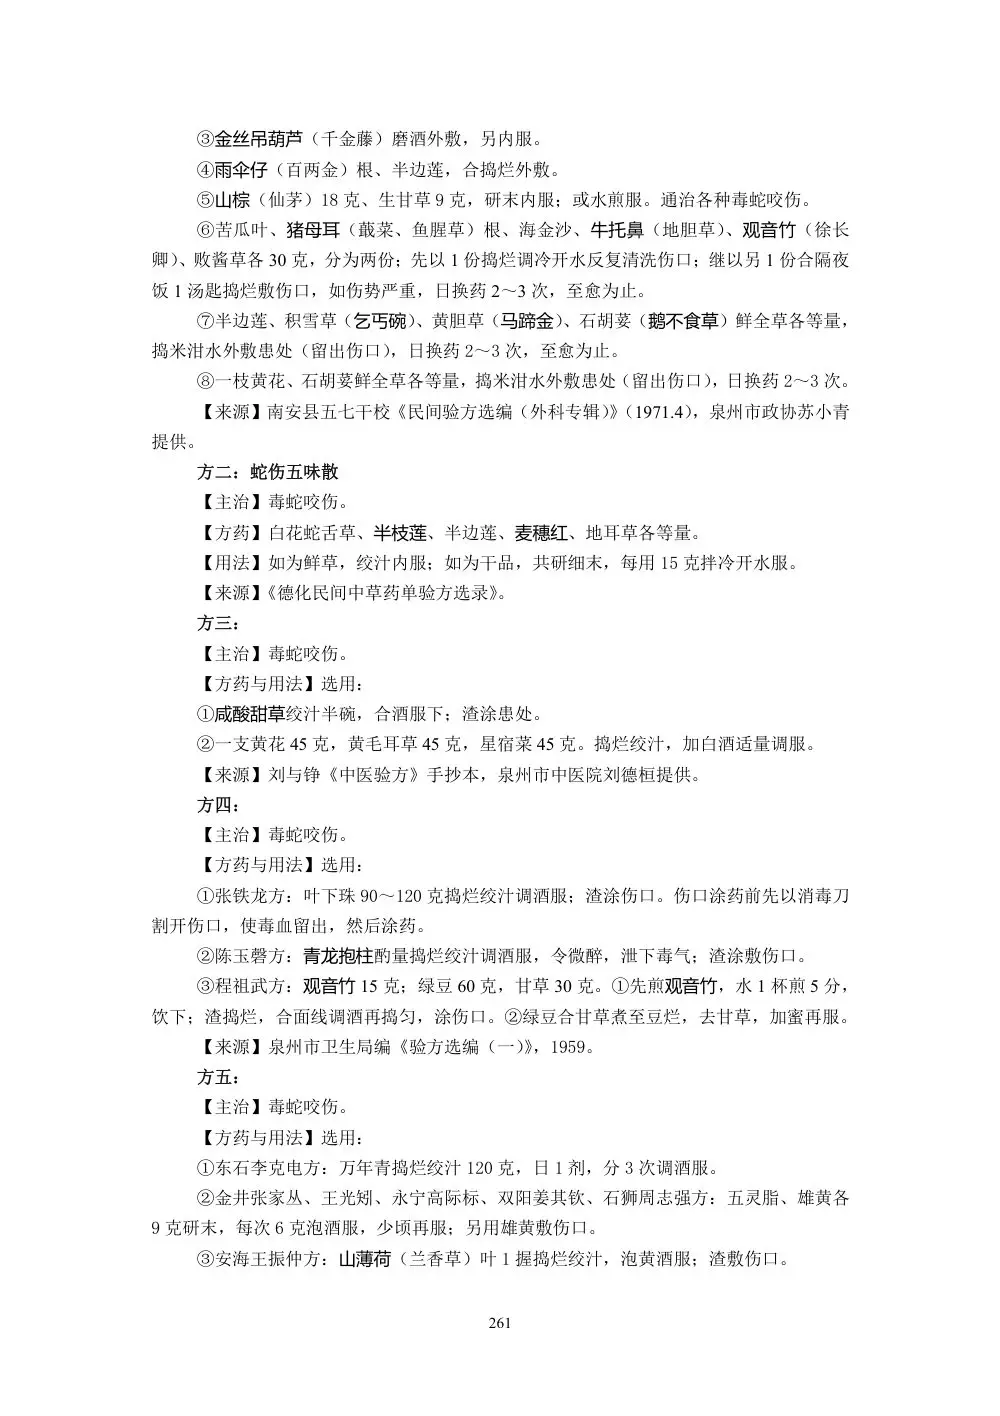 ③金丝吊葫芦（千金藤）磨酒外敷，另内服。
④雨伞仔（百两金）根、半边莲，合捣烂外敷。
⑤山棕（仙茅）18 克、生甘草 9 克，研末内服；或水煎服。通治各种毒蛇咬伤。
⑥苦瓜叶、猪母耳（蕺菜、鱼腥草）根、海金沙、牛托鼻（地胆草）、观音竹（徐长
卿）、败酱草各 30 克，分为两份；先以 1 份捣烂调冷开水反复清洗伤口；继以另 1 份合隔夜
饭 1 汤匙捣烂敷伤口，如伤势严重，日换药 2～3 次，至愈为止。
⑦半边莲、积雪草（乞丐碗）、黄胆草（马蹄金）、石胡荽（鹅不食草）鲜全草各等量，
捣米泔水外敷患处（留出伤口），日换药 2～3 次，至愈为止。
⑧一枝黄花、石胡荽鲜全草各等量，捣米泔水外敷患处（留出伤口），日换药 2～3 次。
【来源】南安县五七干校《民间验方选编（外科专辑）》（1971.4），泉州市政协苏小青
提供。
方二：蛇伤五味散
【主治】毒蛇咬伤。
【方药】白花蛇舌草、半枝莲、半边莲、麦穗红、地耳草各等量。
【用法】如为鲜草，绞汁内服；如为干品，共研细末，每用 15 克拌冷开水服。
【来源】《德化民间中草药单验方选录》。
方三：
【主治】毒蛇咬伤。
【方药与用法】选用：
①咸酸甜草绞汁半碗，合酒服下；渣涂患处。
②一支黄花 45 克，黄毛耳草 45 克，星宿菜 45 克。捣烂绞汁，加白酒适量调服。
【来源】刘与铮《中医验方》手抄本，泉州市中医院刘德桓提供。
方四：
【主治】毒蛇咬伤。
【方药与用法】选用：
①张铁龙方：叶下珠 90～120 克捣烂绞汁调酒服；渣涂伤口。伤口涂药前先以消毒刀
割开伤口，使毒血留出，然后涂药。
②陈玉磬方：青龙抱柱酌量捣烂绞汁调酒服，令微醉，泄下毒气；渣涂敷伤口。
③程祖武方：观音竹 15 克；绿豆 60 克，甘草 30 克。①先煎观音竹，水 1 杯煎 5 分，
饮下；渣捣烂，合面线调酒再捣匀，涂伤口。②绿豆合甘草煮至豆烂，去甘草，加蜜再服。
【来源】泉州市卫生局编《验方选编（一）》，1959。
方五：
【主治】毒蛇咬伤。
【方药与用法】选用：
①东石李克电方：万年青捣烂绞汁 120 克，日 1 剂，分 3 次调酒服。
②金井张家丛、王光矧、永宁高际标、双阳姜其钦、石狮周志强方：五灵脂、雄黄各
9 克研末，每次 6 克泡酒服，少顷再服；另用雄黄敷伤口。
③安海王振仲方：山薄荷（兰香草）叶 1 握捣烂绞汁，泡黄酒服；渣敷伤口。
261